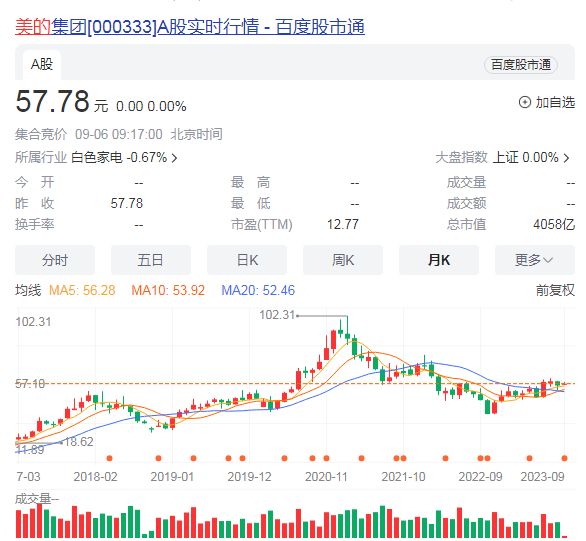 美的集团[000333]A股实时行情 - 百度股市通
A股
百度股市通
57.78 元 0.00 0.00%
加自选
集合竞价 09-06 09:17:00 北京时间
所属行业 白色家电 -0.67%
大盘指数 上证 0.00%
今 开 -- 最 高 -- 成交量 --
昨 收 57.78 最 低 -- 成交额 --
换手率 -- 市盈(TTM) 12.77 总市值 4058亿
分时 五日 日K 周K 月K 更多
均线 MA5: 56.28 MA10: 53.92 MA20: 52.46 前复权
102.31
102.31
57.10
18.62
11.89
7-03 2018-02 2019-01 2019-12 2020-11 2021-10 2022-09 2023-09
成交量--